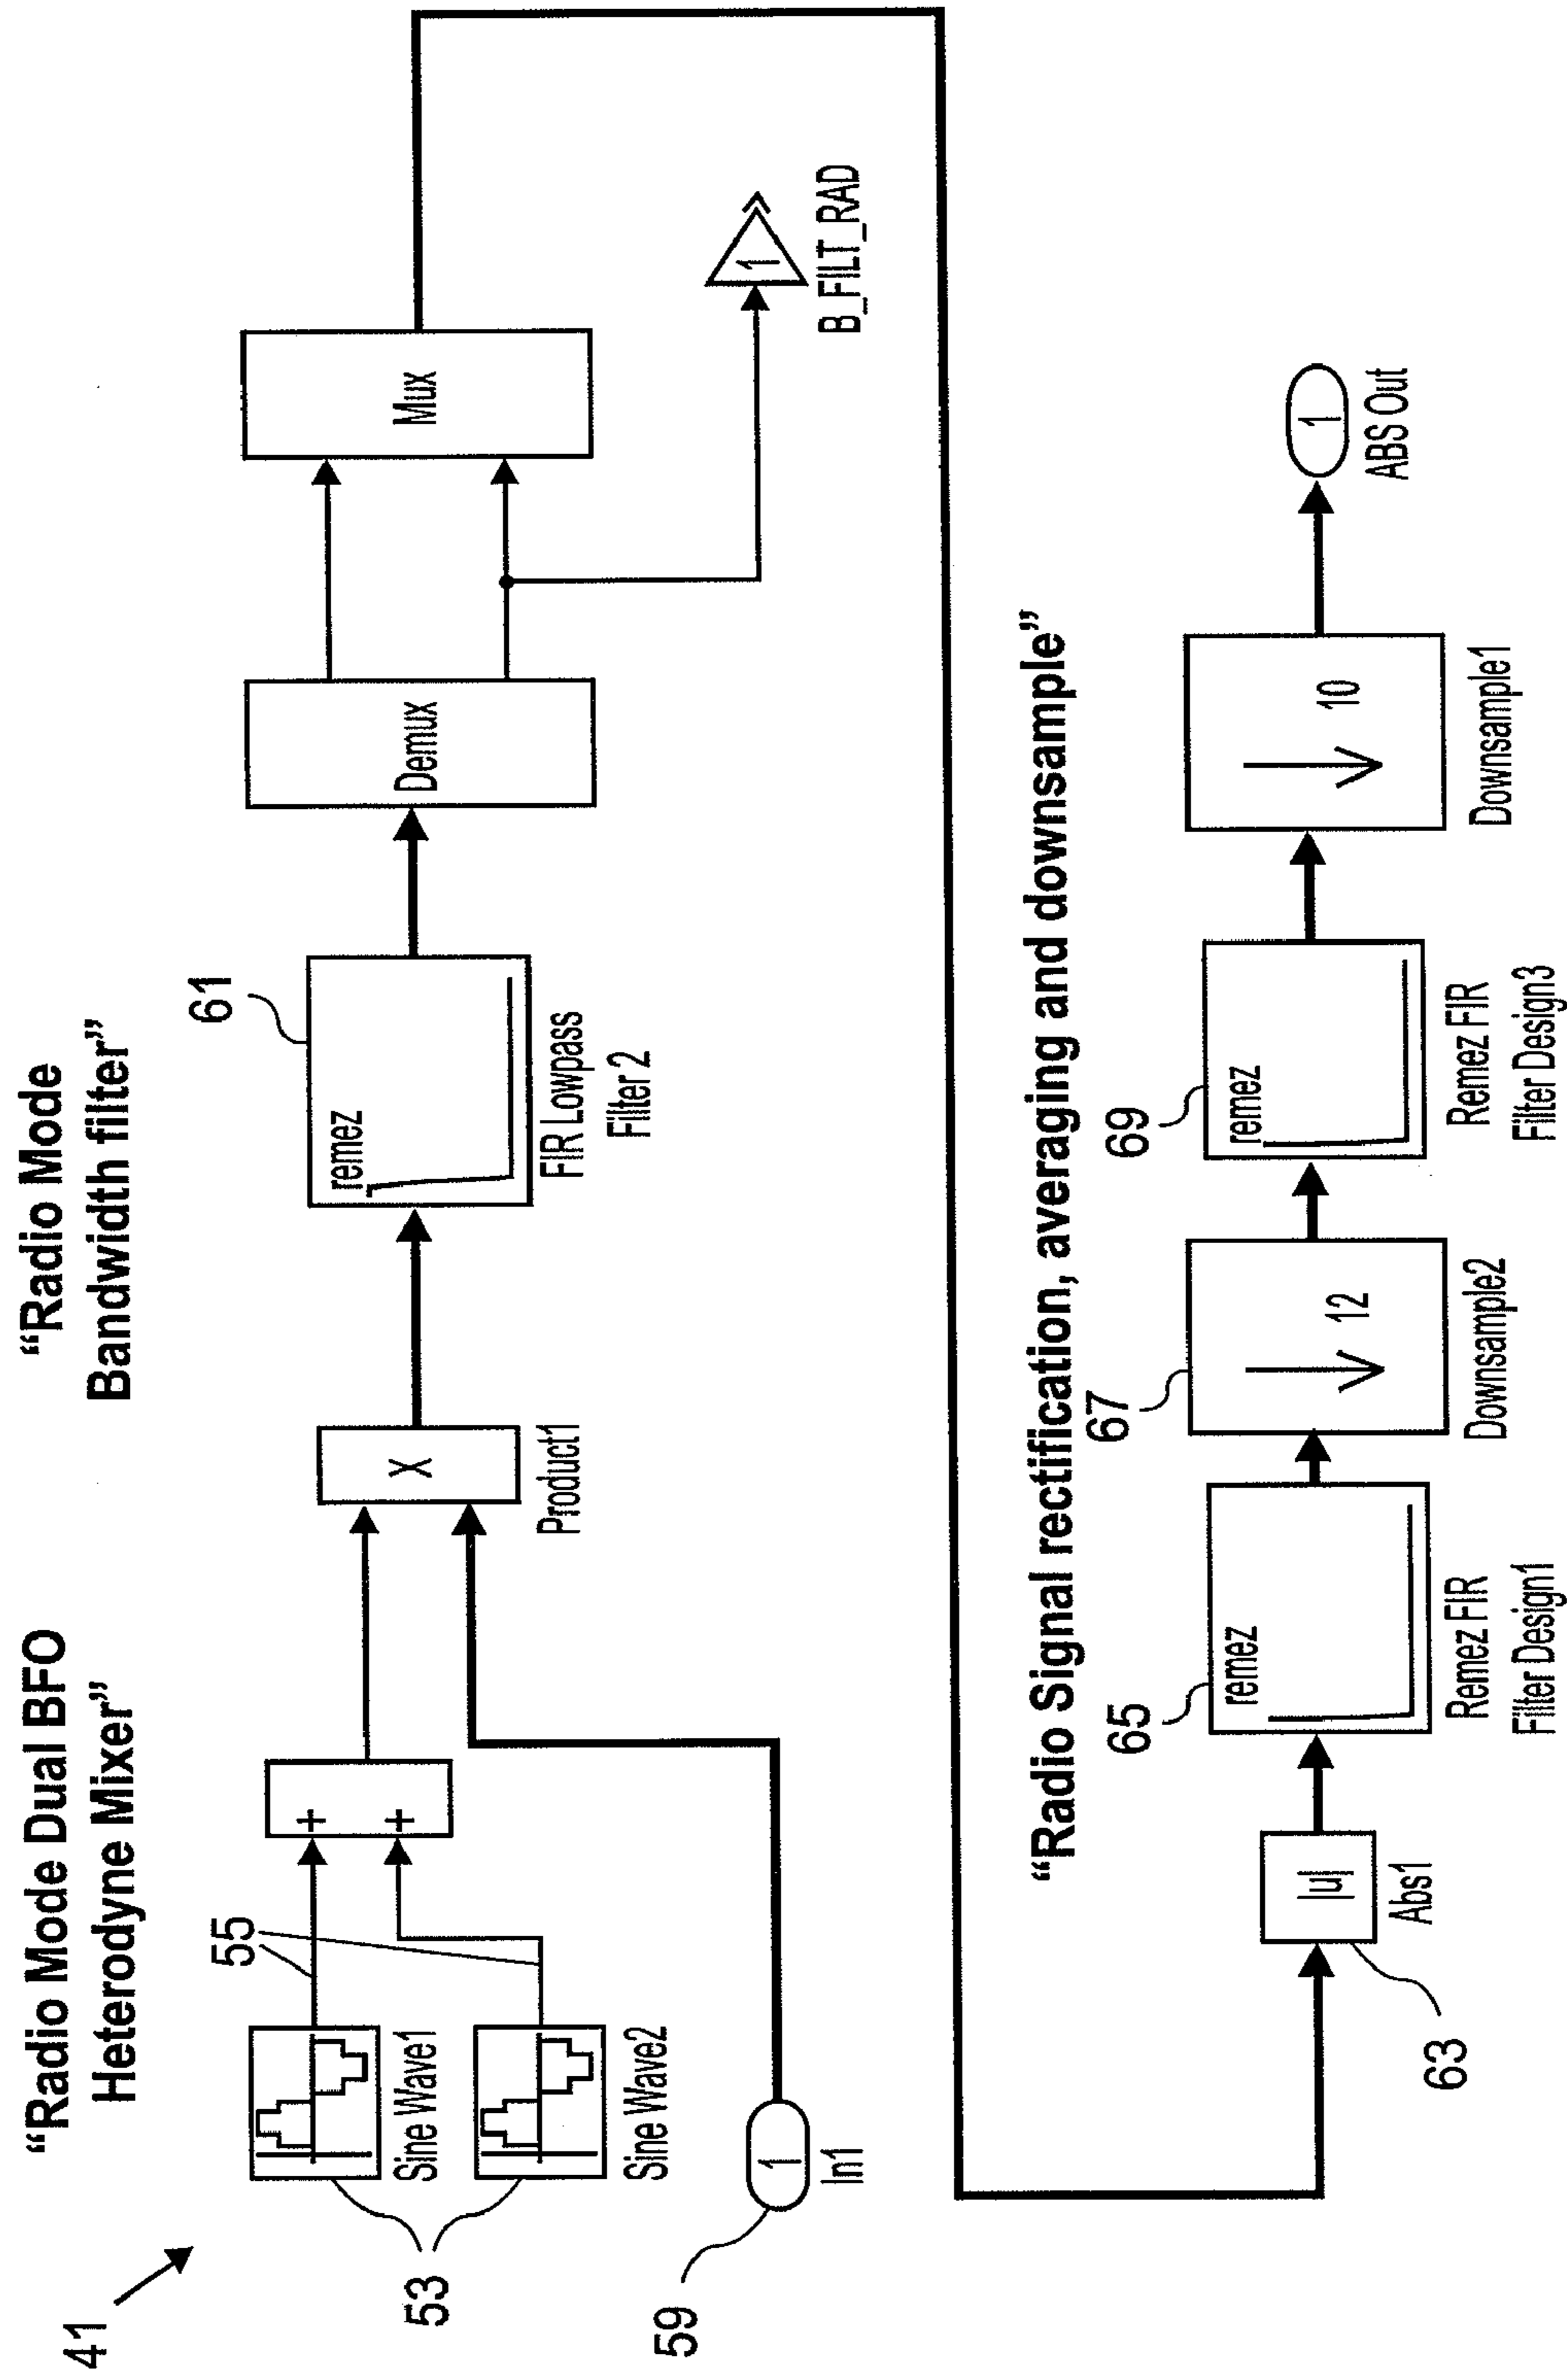 41
“Radio Mode Dual BFO
Heterodyne Mixer”
“Radio Mode
Bandwidth filter”
53
55
Sine Wave1
Sine Wave2
59
1
In1
+
+
X
Product1
61
remez
FIR Lowpass
Filter 2
Demux
Mux
1
B_FILT_RAD
“Radio Signal rectification, averaging and downsample”
63
|u|
Abs1
65
remez
Remez FIR
Filter Design1
67
12
Downsample2
69
remez
Remez FIR
Filter Design3
10
Downsample1
1
ABS Out